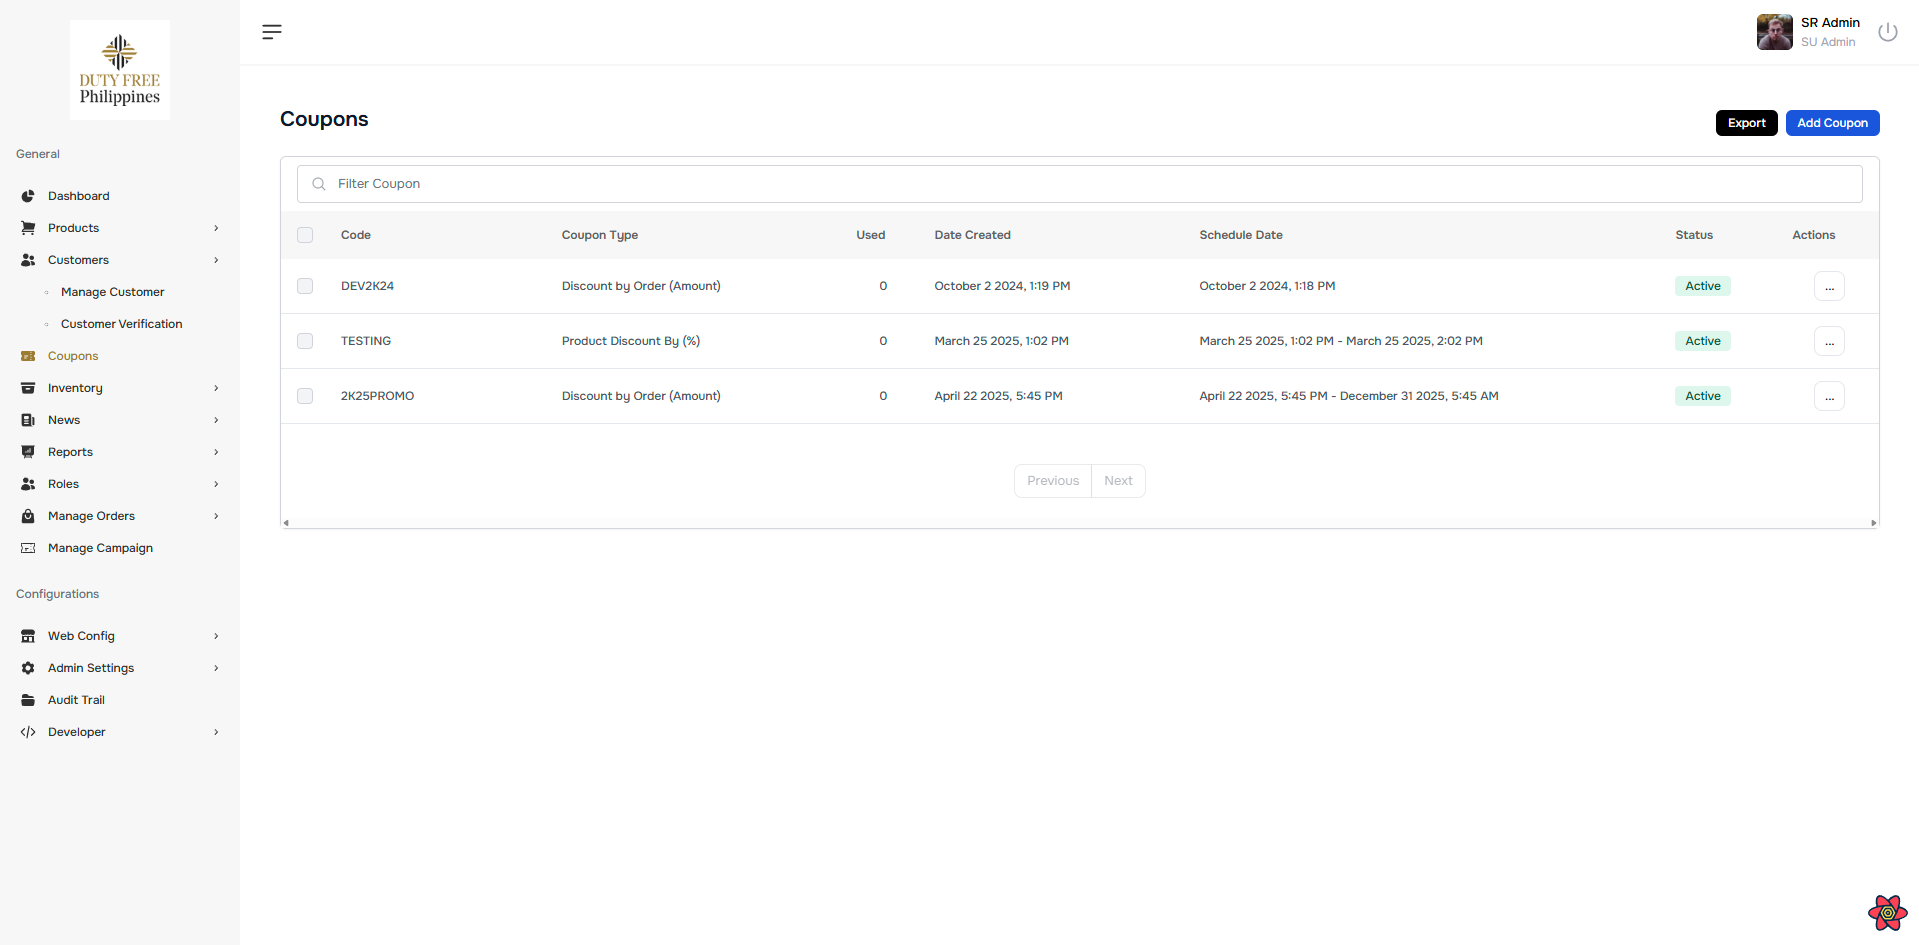 DUTY FREE
Philippines
SR Admin
SU Admin
General
Dashboard
Products
Customers
Manage Customer
Customer Verification
Coupons
Inventory
News
Reports
Roles
Manage Orders
Manage Campaign
Configurations
Web Config
Admin Settings
Audit Trail
Developer
Coupons
Export
Add Coupon
Filter Coupon
Code Coupon Type Used Date Created Schedule Date Status Actions
DEV2K24 Discount by Order (Amount) 0 October 2 2024, 1:19 PM October 2 2024, 1:18 PM Active ...
TESTING Product Discount By (%) 0 March 25 2025, 1:02 PM March 25 2025, 1:02 PM - March 25 2025, 2:02 PM Active ...
2K25PROMO Discount by Order (Amount) 0 April 22 2025, 5:45 PM April 22 2025, 5:45 PM - December 31 2025, 5:45 AM Active ...
Previous Next